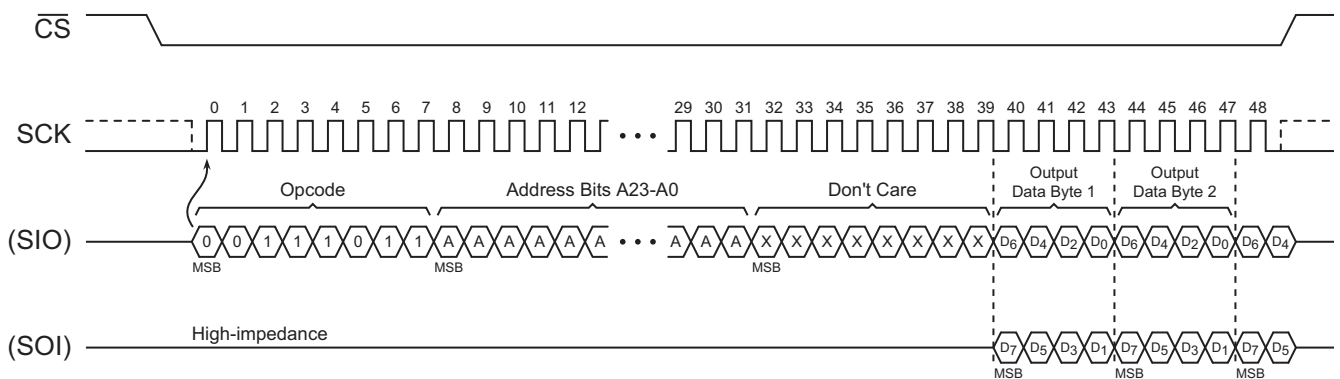 CS
SCK
0 1 2 3 4 5 6 7 8 9 10 11 12 29 30 31 32 33 34 35 36 37 38 39 40 41 42 43 44 45 46 47 48
• • •
Opcode Address Bits A23-A0 Don't Care Output Data Byte 1 Output Data Byte 2
(SIO) 0 0 1 1 1 0 1 1 A A A A A A • • • A A A X X X X X X X X D6 D4 D2 D0 D6 D4 D2 D0 D6 D4
MSB MSB MSB
High-impedance
(SOI) D7 D5 D3 D1 D7 D5 D3 D1 D7 D5
MSB MSB MSB